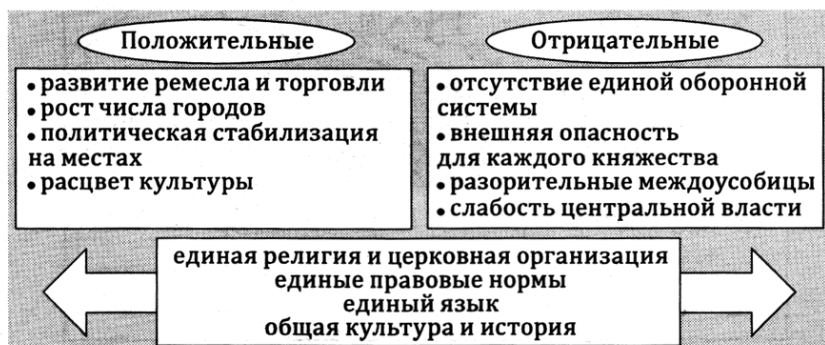 Положительные
• развитие ремесла и торговли
• рост числа городов
• политическая стабилизация
на местах
• расцвет культуры
Отрицательные
• отсутствие единой оборонной
системы
• внешняя опасность
для каждого княжества
• разорительные междоусобицы
• слабость центральной власти
единая религия и церковная организация
единые правовые нормы
единый язык
общая культура и история